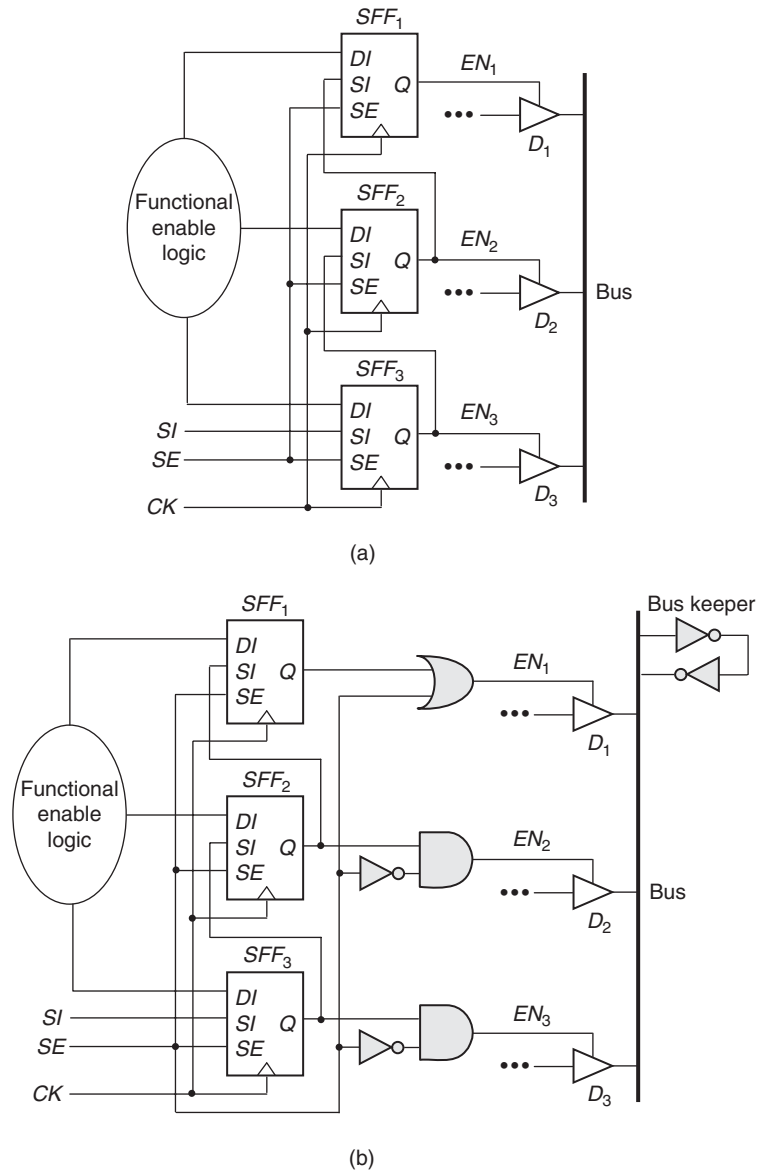 SFF₁
DI
SI Q
SE
EN₁
D₁
Functional
enable
logic
SFF₂
DI
SI Q
SE
EN₂
D₂
Bus
SFF₃
DI
SI Q
SE
EN₃
D₃
SI
SE
CK
(a)
SFF₁
DI
SI Q
SE
EN₁
D₁
Bus keeper
Functional
enable
logic
SFF₂
DI
SI Q
SE
EN₂
D₂
Bus
SFF₃
DI
SI Q
SE
EN₃
D₃
SI
SE
CK
(b)